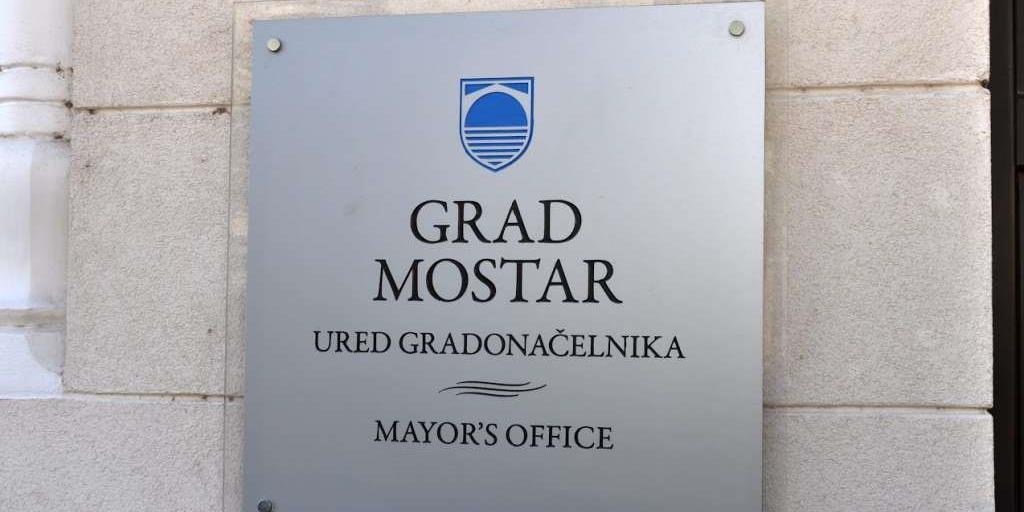 GRAD
MOSTAR
URED GRADONAČELNIKA
MAYOR'S OFFICE